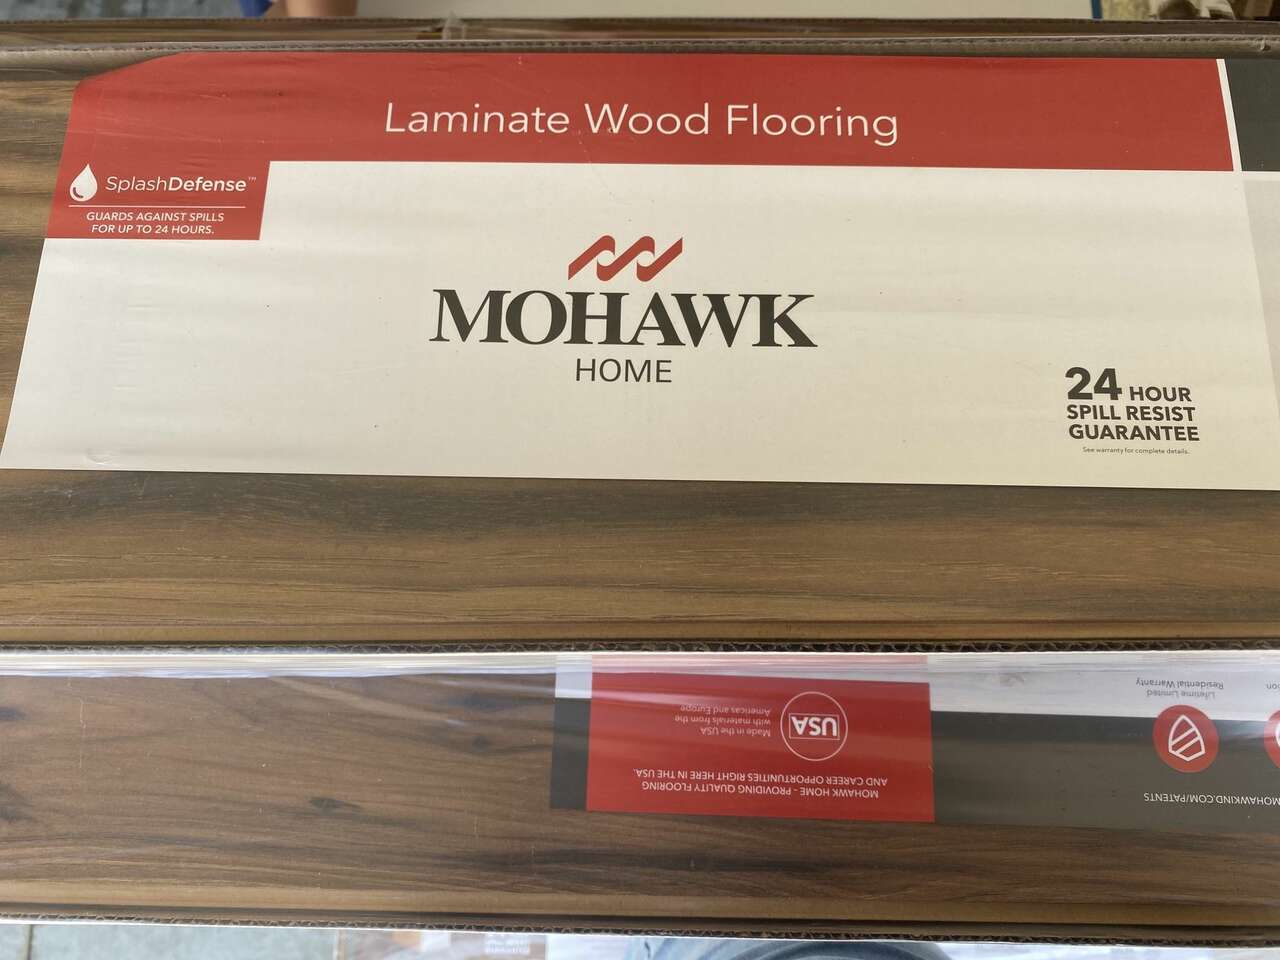 Laminate Wood Flooring
SplashDefense™
GUARDS AGAINST SPILLS
FOR UP TO 24 HOURS.
MOHAWK
HOME
24 HOUR
SPILL RESIST
GUARANTEE
See warranty for complete details.
MOHAWK HOME - PROVIDING QUALITY FLOORING
AND CAREER OPPORTUNITIES RIGHT HERE IN THE USA.
USA
Made in the USA
with materials from the
Americas and Europe
MOHAWKIND.COM/PATENTS
Lifetime Limited
Residential Warranty